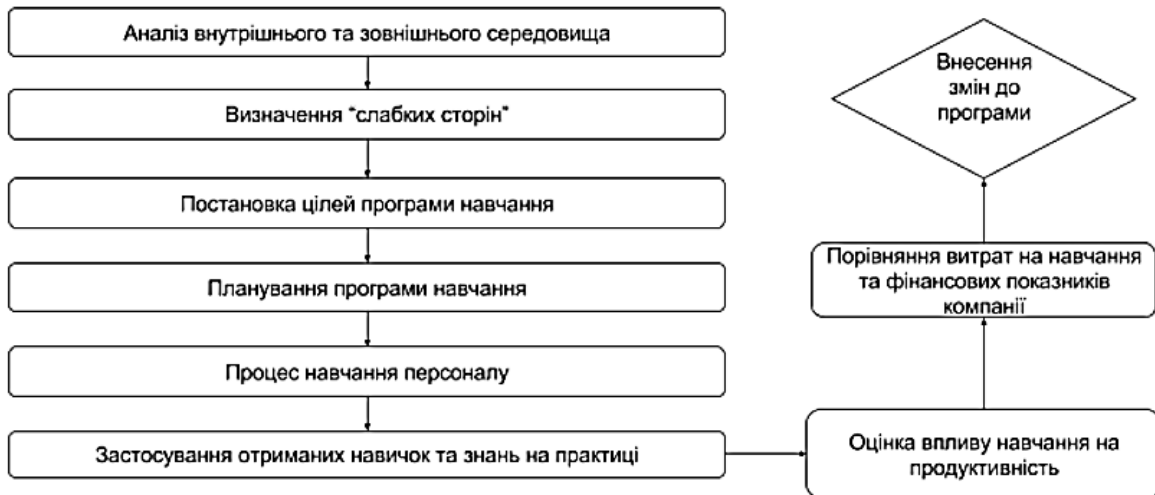 Аналіз внутрішнього та зовнішнього середовища
Визначення "слабких сторін"
Постановка цілей програми навчання
Планування програми навчання
Процес навчання персоналу
Застосування отриманих навичок та знань на практиці
Оцінка впливу навчання на
продуктивність
Порівняння витрат на навчання
та фінансових показників
компанії
Внесення
змін до
програми